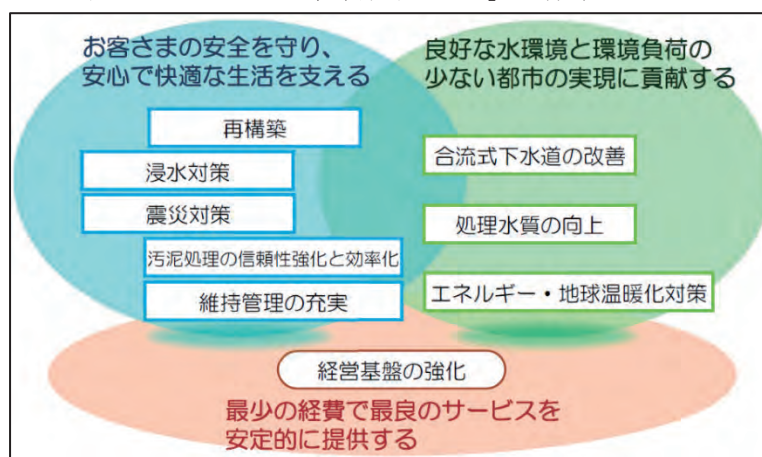 お客さまの安全を守り、
安心で快適な生活を支える
再構築
浸水対策
震災対策
汚泥処理の信頼性強化と効率化
維持管理の充実
良好な水環境と環境負荷の
少ない都市の実現に貢献する
合流式下水道の改善
処理水質の向上
エネルギー・地球温暖化対策
経営基盤の強化
最少の経費で最良のサービスを
安定的に提供する